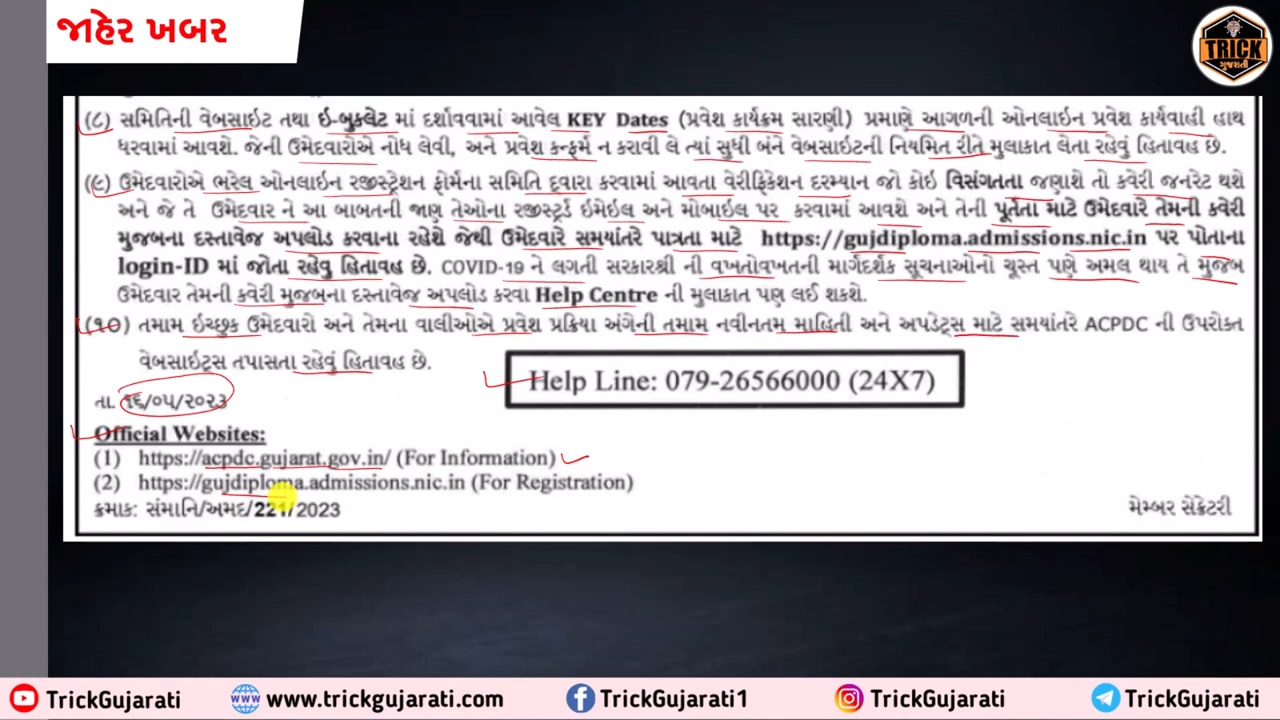 જાહેર ખબર
TRICK
ગુજરાતી
(૮) સમિતિની વેબસાઇટ તથા ઇ-બુકલેટ માં દર્શાવવામાં આવેલ KEY Dates (પ્રવેશ કાર્યક્રમ સારણી) પ્રમાણે આગળની ઓનલાઇન પ્રવેશ કાર્યવાહી હાથ
ધરવામાં આવશે. જેની ઉમેદવારોએ નોંધ લેવી, અને પ્રવેશ કન્ફર્મ ન કરાવી લે ત્યાં સુધી બંને વેબસાઈટની નિયમિત રીતે મુલાકાત લેતા રહેવું હિતાવહ છે.
(૯) ઉમેદવારોએ ભરેલ ઓનલાઇન રજીસ્ટ્રેશન ફોર્મના સમિતિ દ્વારા કરવામાં આવતા વેરીફિકેશન દરમ્યાન જો કોઇ વિસંગતતા જણાશે તો કવેરી જનરેટ થશે
અને જે તે ઉમેદવાર ને આ બાબતની જાણ તેઓના રજીસ્ટર્ડ ઇમેઇલ અને મોબાઇલ પર કરવામાં આવશે અને તેની પૂર્તતા માટે ઉમેદવારે તેમની કવેરી
મુજબના દસ્તાવેજ અપલોડ કરવાના રહેશે જેથી ઉમેદવારે સમયાંતરે પાત્રતા માટે https://gujdiploma.admissions.nic.in પર પોતાના
login-ID માં જોતા રહેવું હિતાવહ છે. COVID-19 ને લગતી સરકારશ્રી ની વખતોવખતની માર્ગદર્શક સૂચનાઓનો ચૂસ્ત પણે અમલ થાય તે મુજબ
ઉમેદવાર તેમની કવેરી મુજબના દસ્તાવેજ અપલોડ કરવા Help Centre ની મુલાકાત પણ લઈ શકશે.
(૧૦) તમામ ઇચ્છુક ઉમેદવારો અને તેમના વાલીઓએ પ્રવેશ પ્રક્રિયા અંગેની તમામ નવીનતમ માહિતી અને અપડેટ્સ માટે સમયાંતરે ACPDC ની ઉપરોક્ત
વેબસાઈટ્સ તપાસતા રહેવું હિતાવહ છે.
Help Line: 079-26566000 (24X7)
તા. ૧૬/૦૫/૨૦૨૩
Official Websites:
(1) https://acpdc.gujarat.gov.in/ (For Information)
(2) https://gujdiploma.admissions.nic.in (For Registration)
ક્રમાક: સંમાનિ/અમદ/221/2023
મેમ્બર સેક્રેટરી
TrickGujarati
www.trickgujarati.com
TrickGujarati1
TrickGujarati
TrickGujarati